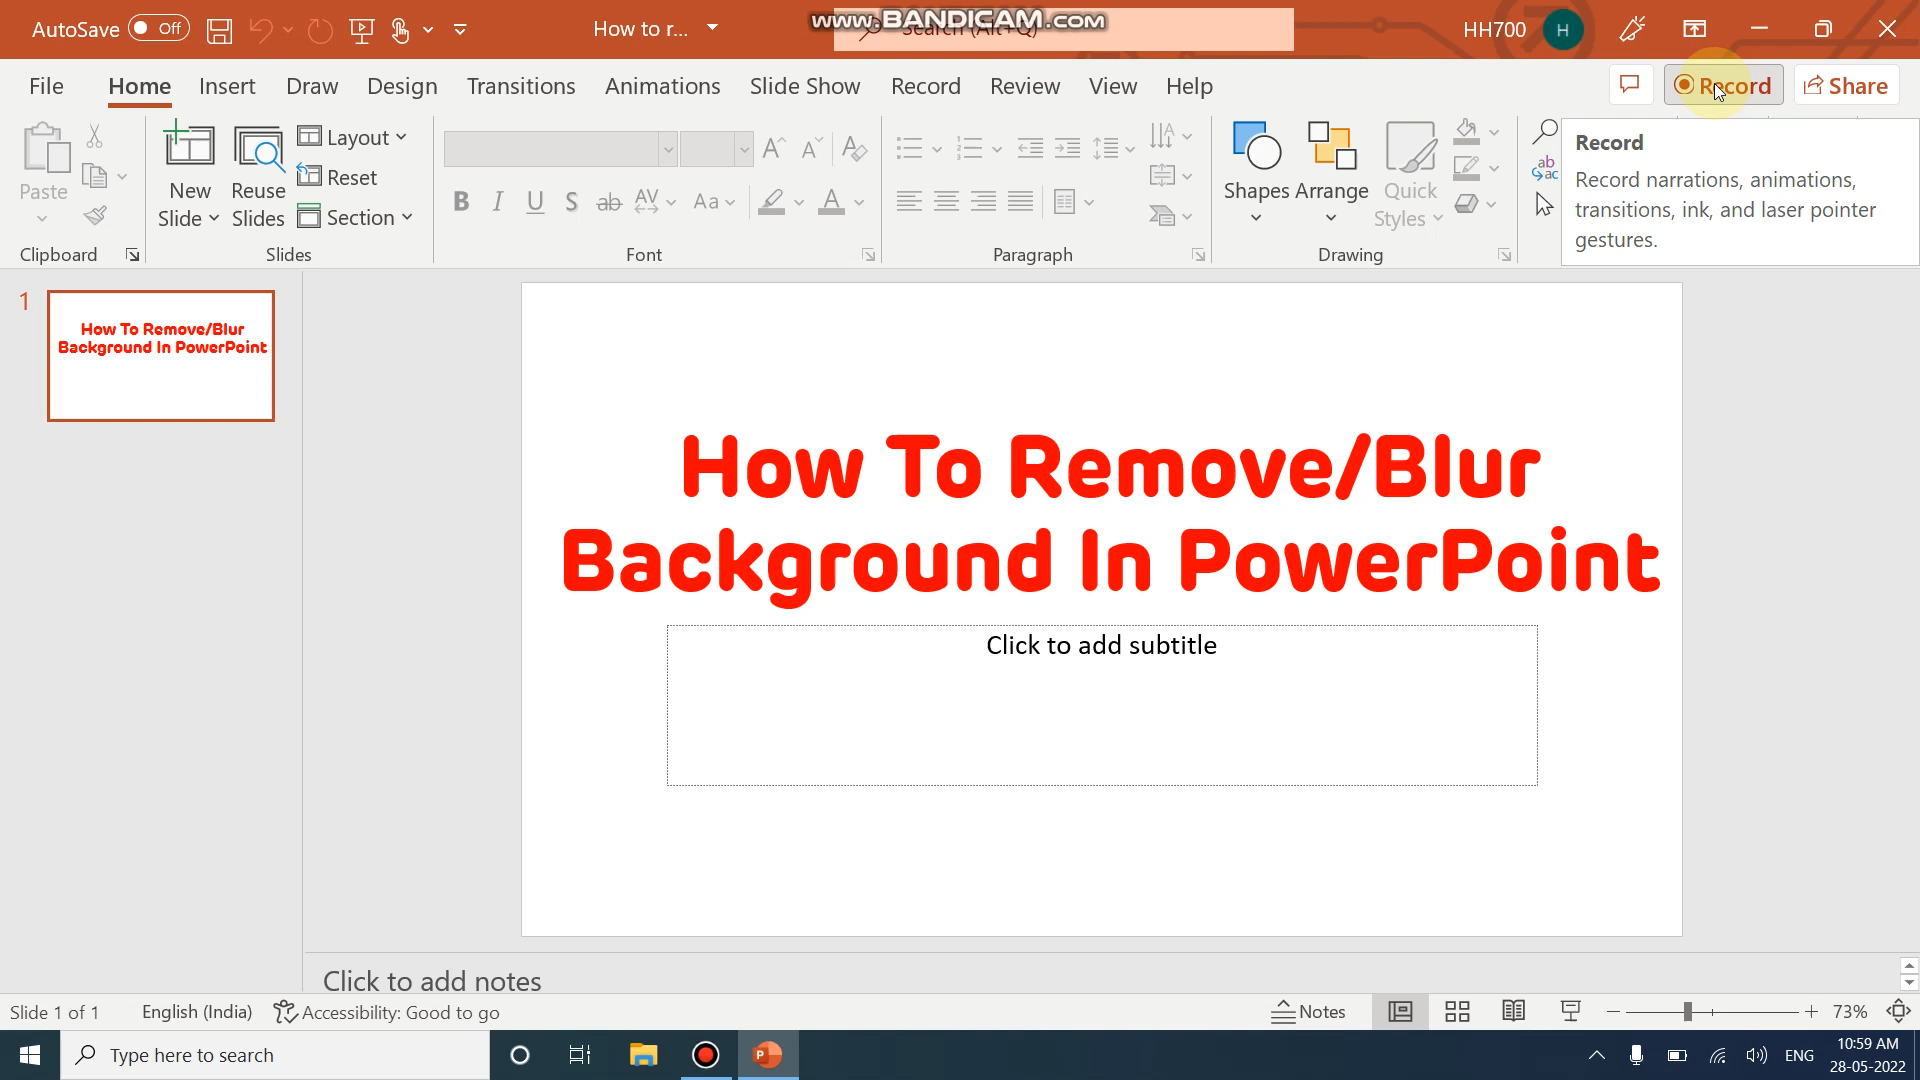 AutoSave Off
How to r...
www.BANDICAM.com
Search (Alt+Q)
HH700
H
File Home Insert Draw Design Transitions Animations Slide Show Record Review View Help
Record Share
Paste
New
Slide
Reuse
Slides
Layout
Reset
Section
B I U S ab AV Aa A
Shapes Arrange Quick
Styles
Clipboard Slides Font Paragraph Drawing
Record
Record narrations, animations,
transitions, ink, and laser pointer
gestures.
1
How To Remove/Blur
Background In PowerPoint
How To Remove/Blur
Background In PowerPoint
Click to add subtitle
Click to add notes
Slide 1 of 1 English (India) Accessibility: Good to go Notes 73%
Type here to search
ENG
10:59 AM
28-05-2022